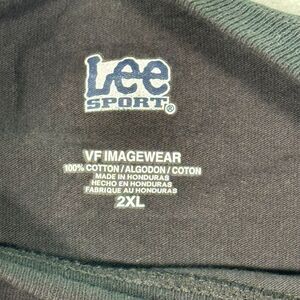 Lee
SPORT®
VF IMAGEWEAR
100% COTTON / ALGODON / COTON
MADE IN HONDURAS
HECHO EN HONDURAS
FABRIQUE AU HONDURAS
2XL